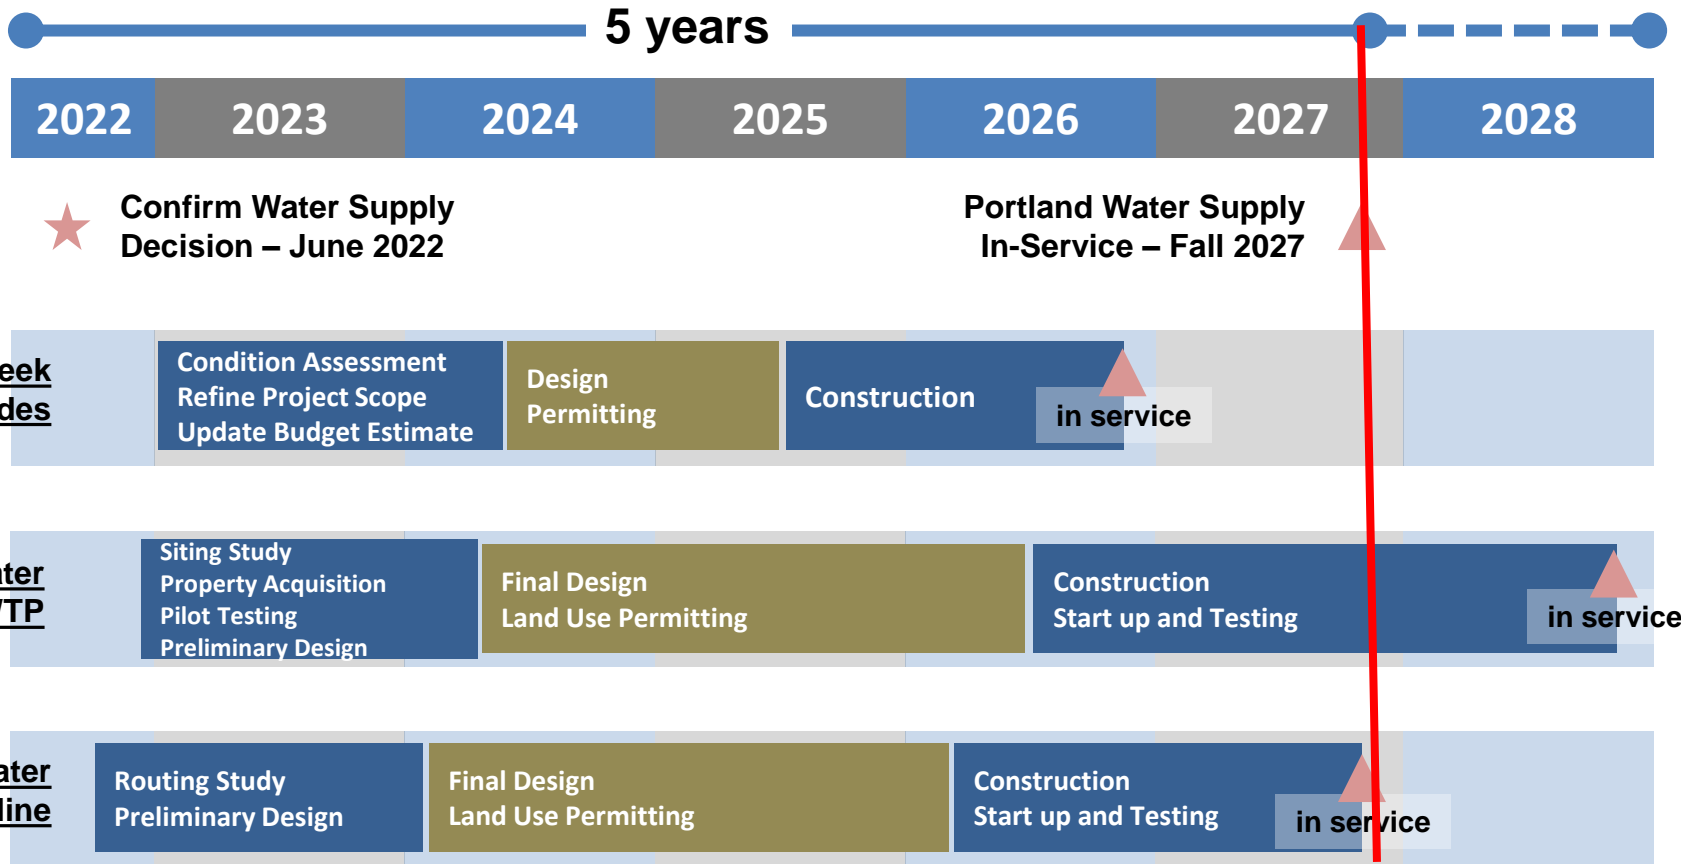 5 years
2022 2023 2024 2025 2026 2027 2028
Confirm Water Supply
Decision – June 2022
Portland Water Supply
In-Service – Fall 2027
eek
des
Condition Assessment
Refine Project Scope
Update Budget Estimate
Design
Permitting
Construction
in service
ater
TP
Siting Study
Property Acquisition
Pilot Testing
Preliminary Design
Final Design
Land Use Permitting
Construction
Start up and Testing
in service
ater
line
Routing Study
Preliminary Design
Final Design
Land Use Permitting
Construction
Start up and Testing
in service